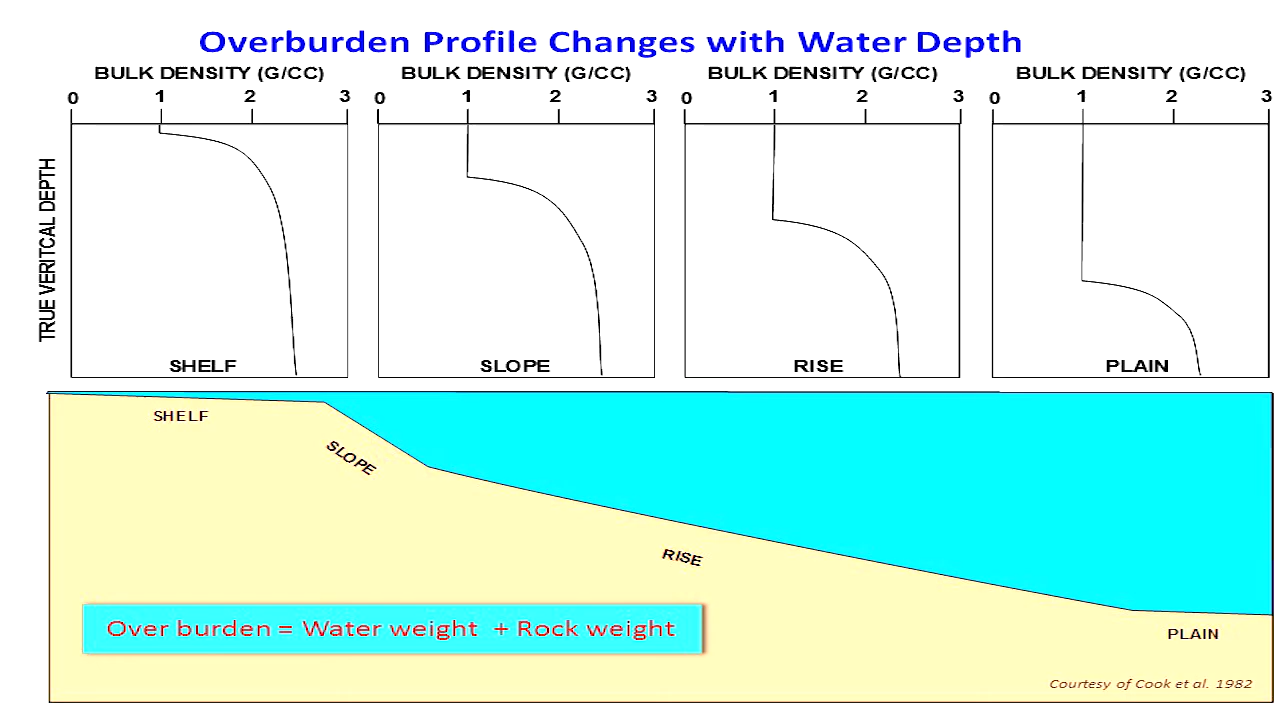 Overburden Profile Changes with Water Depth
BULK DENSITY (G/CC) BULK DENSITY (G/CC) BULK DENSITY (G/CC) BULK DENSITY (G/CC)
0 1 2 3 0 1 2 3 0 1 2 3 0 1 2 3
TRUE VERITCAL DEPTH
SHELF SLOPE RISE PLAIN
SHELF
SLOPE
RISE
Over burden = Water weight + Rock weight
PLAIN
Courtesy of Cook et al. 1982